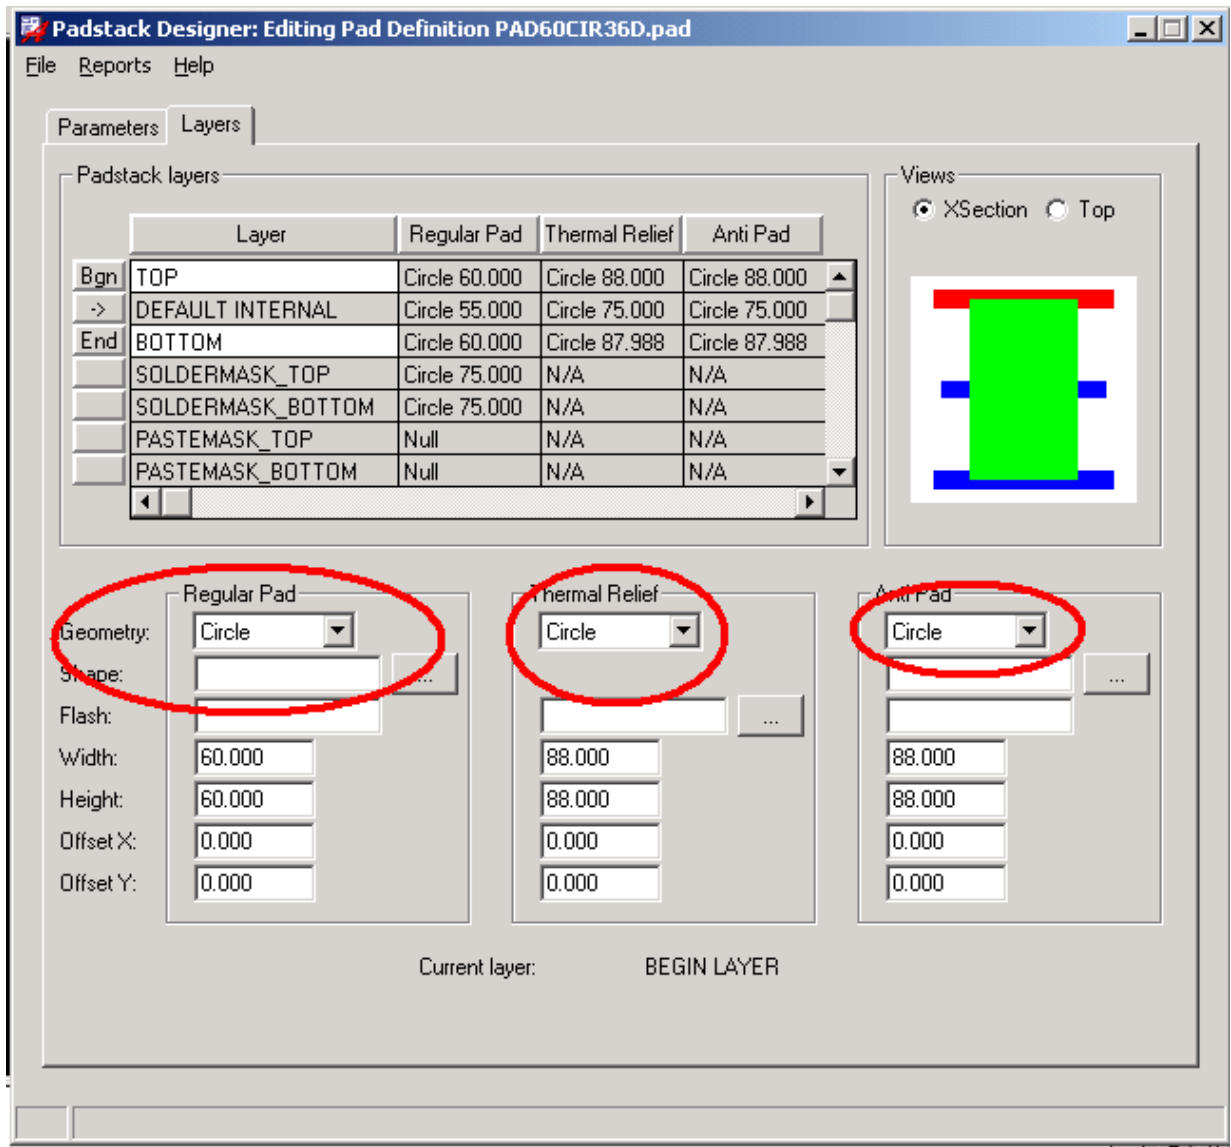 Padstack Designer: Editing Pad Definition PAD60CIR36D.pad
File Reports Help
Parameters Layers
Padstack layers
Layer Regular Pad Thermal Relief Anti Pad
Bgn TOP Circle 60.000 Circle 88.000 Circle 88.000
-> DEFAULT INTERNAL Circle 55.000 Circle 75.000 Circle 75.000
End BOTTOM Circle 60.000 Circle 87.988 Circle 87.988
SOLDERMASK_TOP Circle 75.000 N/A N/A
SOLDERMASK_BOTTOM Circle 75.000 N/A N/A
PASTEMASK_TOP Null N/A N/A
PASTEMASK_BOTTOM Null N/A N/A
Views
XSection Top
Regular Pad Thermal Relief Anti Pad
Geometry: Circle Circle Circle
Shape: ... ...
Flash: ...
Width: 60.000 88.000 88.000
Height: 60.000 88.000 88.000
Offset X: 0.000 0.000 0.000
Offset Y: 0.000 0.000 0.000
Current layer: BEGIN LAYER